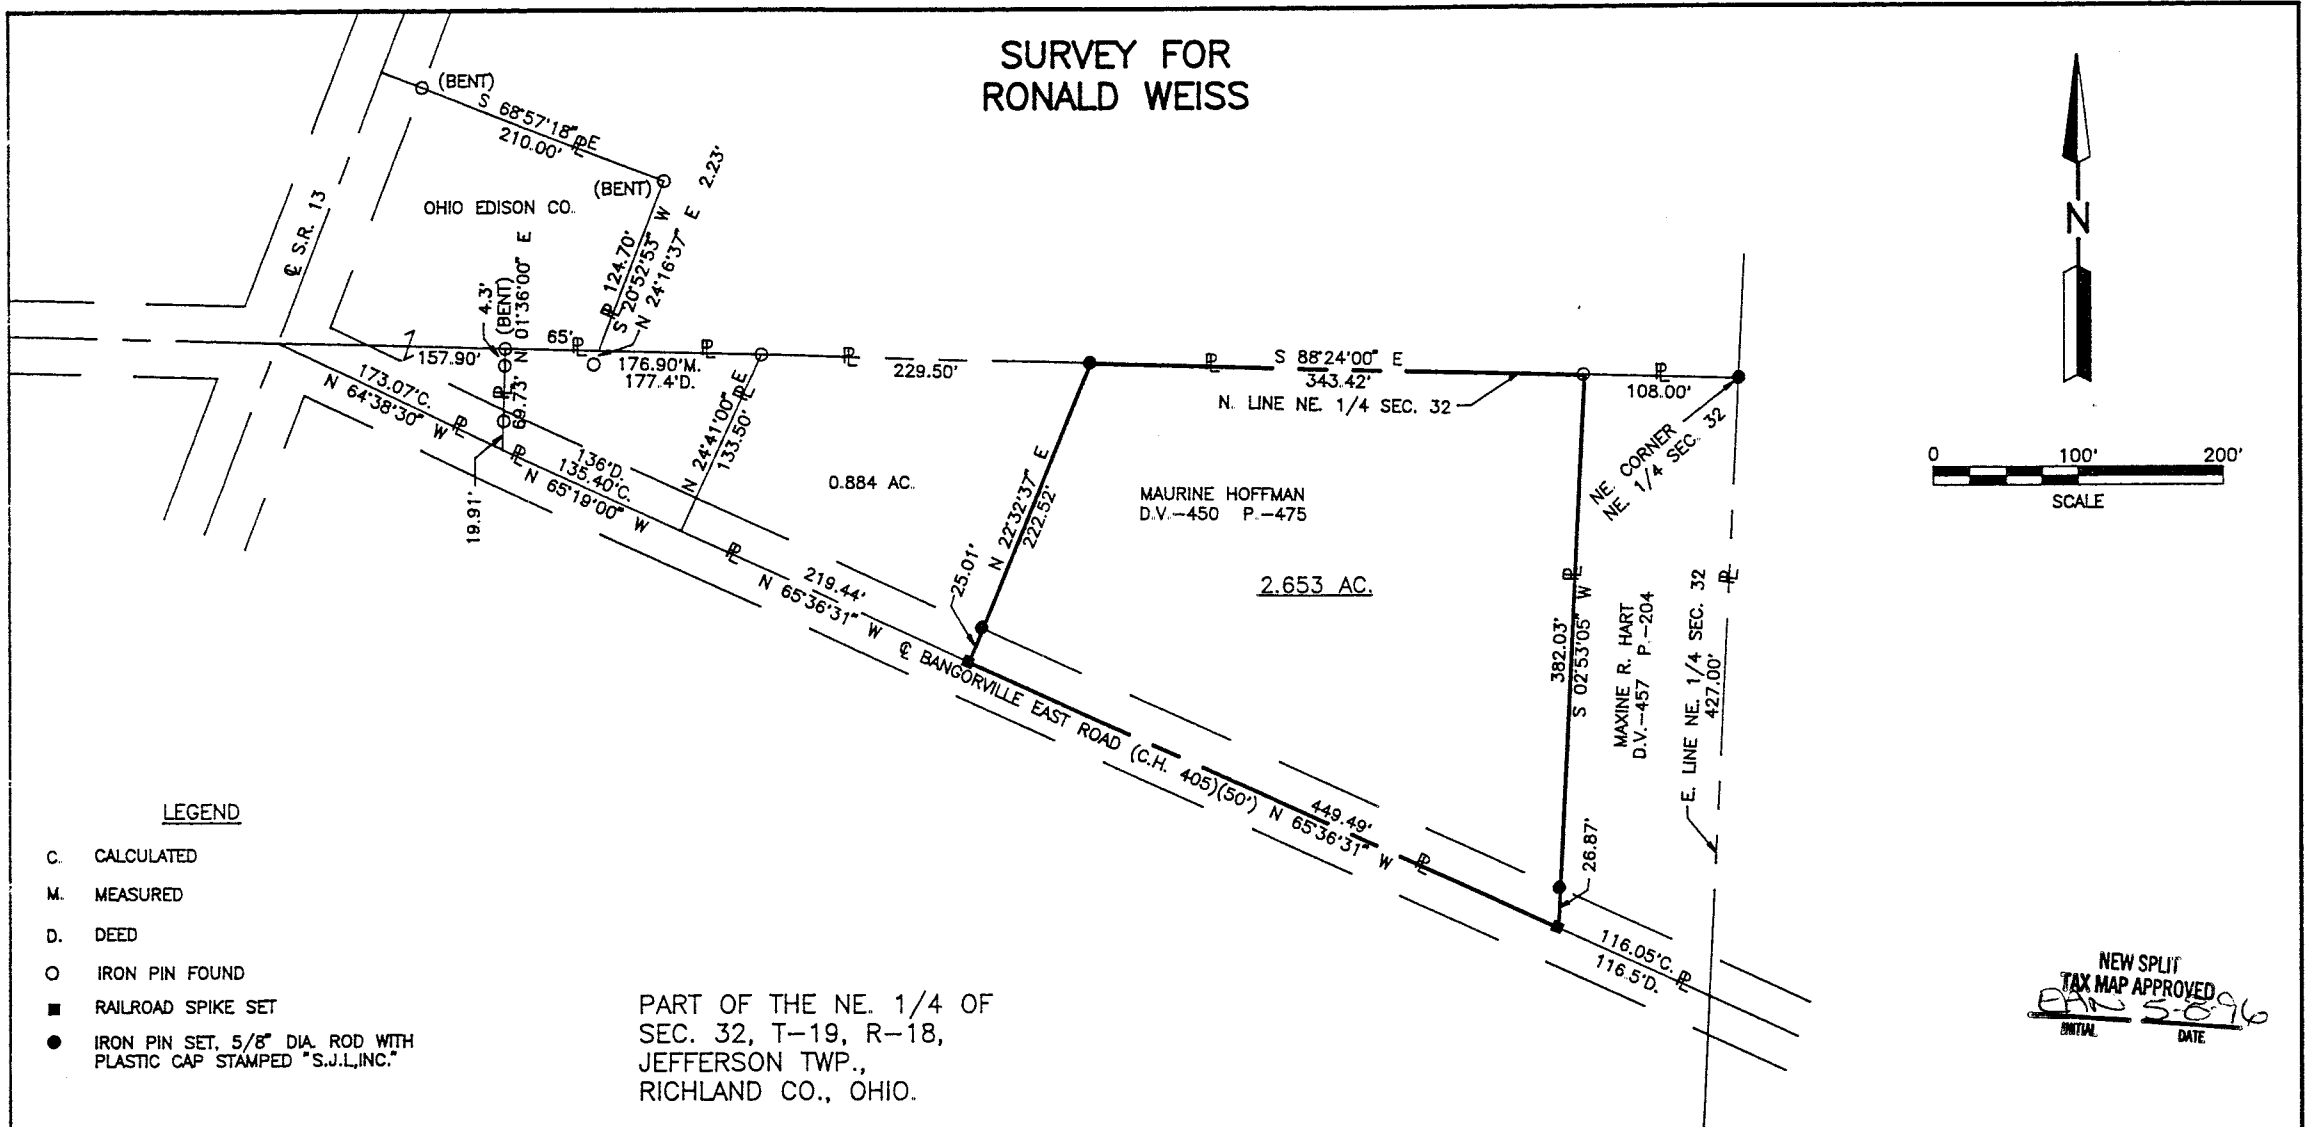 SURVEY FOR
RONALD WEISS
(BENT)
S 68°57'18" E
210.00'
(BENT)
OHIO EDISON CO.
℄ S.R. 13
124.70'
S 20°52'53" W
N 24°16'37" E 2.23'
4.3'
(BENT)
N 01°36'00" E
69.73'
19.91'
157.90'
65'
176.90'M.
177.4'D.
229.50'
173.07'C.
N 64°38'30" W
136'D.
135.40'C.
N 65°19'00" W
N 24°41'00" E
133.50'
0.884 AC.
219.44'
N 65°36'31" W
25.01'
N 22°32'37" E
222.52'
S 88°24'00" E
343.42'
N. LINE NE. 1/4 SEC. 32
108.00'
NE. CORNER
NE. 1/4 SEC. 32
MAURINE HOFFMAN
D.V.-450 P.-475
2.653 AC.
382.03'
S 02°53'05" W
MAXINE R. HART
D.V.-457 P.-204
E. LINE NE. 1/4 SEC. 32
427.00'
℄ BANGORVILLE EAST ROAD (C.H. 405)(50') N 65°36'31" W
449.49'
26.87'
116.05'C.
116.5'D.
N
0 100' 200'
SCALE
LEGEND
C. CALCULATED
M. MEASURED
D. DEED
IRON PIN FOUND
RAILROAD SPIKE SET
IRON PIN SET, 5/8" DIA. ROD WITH
PLASTIC CAP STAMPED "S.J.L,INC."
PART OF THE NE. 1/4 OF
SEC. 32, T-19, R-18,
JEFFERSON TWP.,
RICHLAND CO., OHIO.
NEW SPLIT
TAX MAP APPROVED
5-8-96
INITIAL DATE